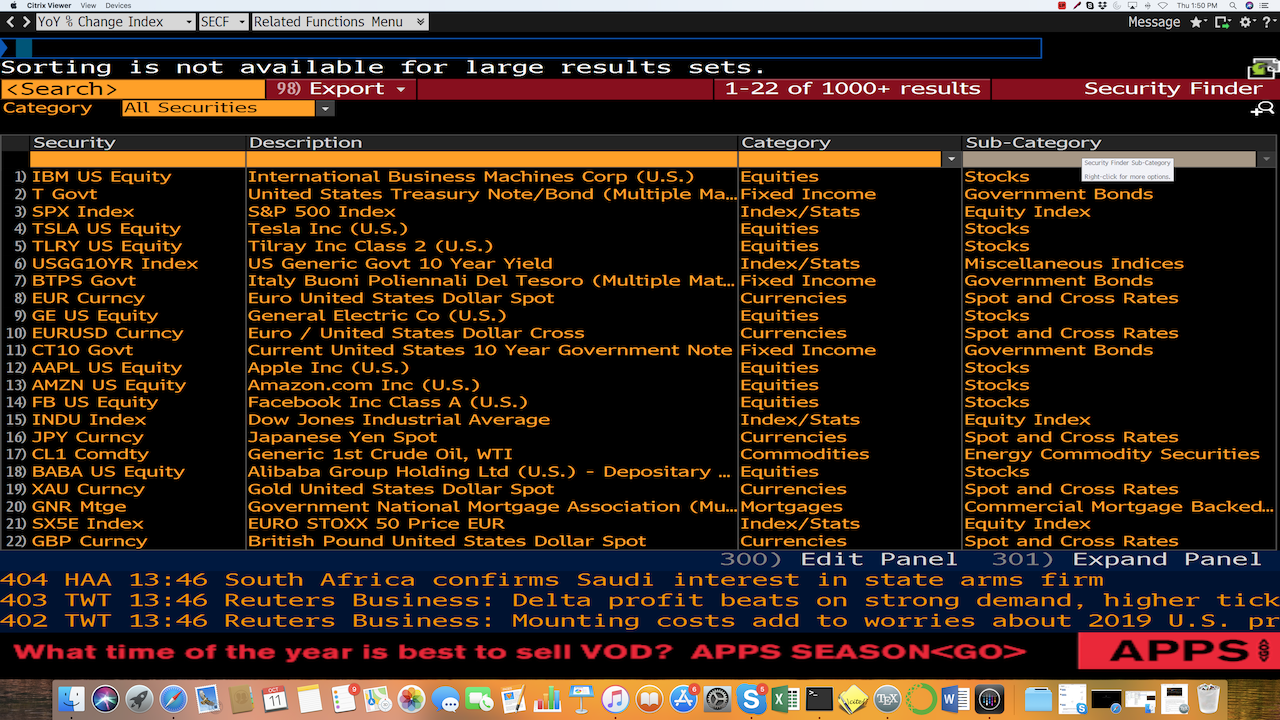 Citrix Viewer View Devices Thu 1:50 PM
YoY % Change Index SECF Related Functions Menu Message
Sorting is not available for large results sets.
<Search> 98) Export 1-22 of 1000+ results Security Finder
Category All Securities
Security Description Category Sub-Category
Security Finder Sub-Category
Right-click for more options.
1) IBM US Equity International Business Machines Corp (U.S.) Equities Stocks
2) T Govt United States Treasury Note/Bond (Multiple Ma... Fixed Income Government Bonds
3) SPX Index S&P 500 Index Index/Stats Equity Index
4) TSLA US Equity Tesla Inc (U.S.) Equities Stocks
5) TLRY US Equity Tilray Inc Class 2 (U.S.) Equities Stocks
6) USGG10YR Index US Generic Govt 10 Year Yield Index/Stats Miscellaneous Indices
7) BTPS Govt Italy Buoni Poliennali Del Tesoro (Multiple Mat... Fixed Income Government Bonds
8) EUR Curncy Euro United States Dollar Spot Currencies Spot and Cross Rates
9) GE US Equity General Electric Co (U.S.) Equities Stocks
10) EURUSD Curncy Euro / United States Dollar Cross Currencies Spot and Cross Rates
11) CT10 Govt Current United States 10 Year Government Note Fixed Income Government Bonds
12) AAPL US Equity Apple Inc (U.S.) Equities Stocks
13) AMZN US Equity Amazon.com Inc (U.S.) Equities Stocks
14) FB US Equity Facebook Inc Class A (U.S.) Equities Stocks
15) INDU Index Dow Jones Industrial Average Index/Stats Equity Index
16) JPY Curncy Japanese Yen Spot Currencies Spot and Cross Rates
17) CL1 Comdty Generic 1st Crude Oil, WTI Commodities Energy Commodity Securities
18) BABA US Equity Alibaba Group Holding Ltd (U.S.) - Depositary ... Equities Stocks
19) XAU Curncy Gold United States Dollar Spot Currencies Spot and Cross Rates
20) GNR Mtge Government National Mortgage Association (Mu... Mortgages Commercial Mortgage Backed...
21) SX5E Index EURO STOXX 50 Price EUR Index/Stats Equity Index
22) GBP Curncy British Pound United States Dollar Spot Currencies Spot and Cross Rates
300) Edit Panel 301) Expand Panel
404 HAA 13:46 South Africa confirms Saudi interest in state arms firm
403 TWT 13:46 Reuters Business: Delta profit beats on strong demand, higher tick
402 TWT 13:46 Reuters Business: Mounting costs add to worries about 2019 U.S. pr
What time of the year is best to sell VOD? APPS SEASON<GO> APPS
OCT
11
9
6
5
TEX